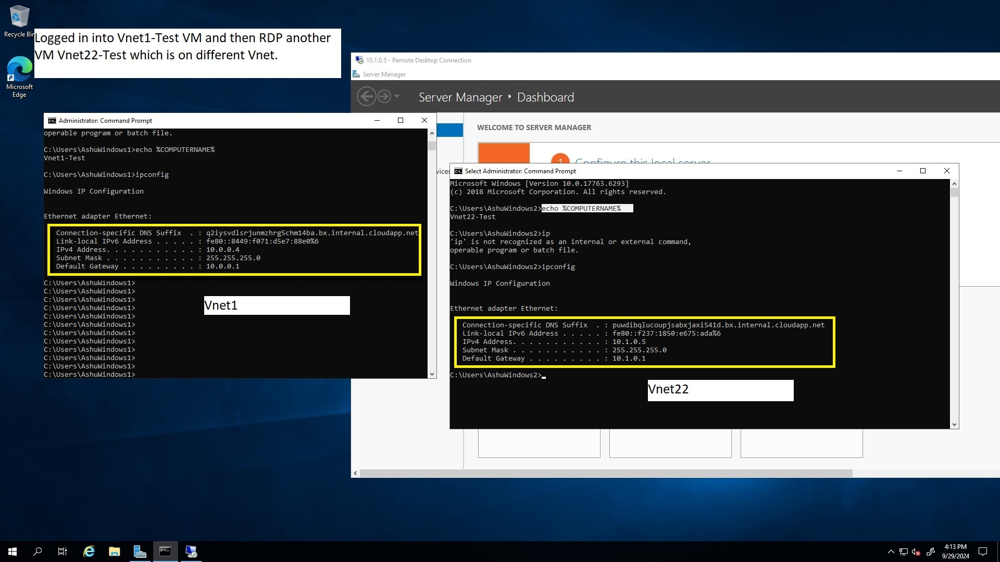 Recycle Bin
Logged in into Vnet1-Test VM and then RDP another
VM Vnet22-Test which is on different Vnet.
Microsoft
Edge
10.1.0.5 - Remote Desktop Connection
Server Manager
Server Manager
Dashboard
WELCOME TO SERVER MANAGER
1
Configure this local server
Administrator: Command Prompt
operable program or batch file.
C:\Users\AshuWindows1>echo %COMPUTERNAME%
Vnet1-Test
C:\Users\AshuWindows1>ipconfig
Windows IP Configuration
Ethernet adapter Ethernet:
Connection-specific DNS Suffix  . : q2iysvdlsrjunmzhrg5chm14ba.bx.internal.cloudapp.net
Link-local IPv6 Address . . . . . : fe80::8449:f071:d5e7:88e0%6
IPv4 Address. . . . . . . . . . . : 10.0.0.4
Subnet Mask . . . . . . . . . . . : 255.255.255.0
Default Gateway . . . . . . . . . : 10.0.0.1
C:\Users\AshuWindows1>
C:\Users\AshuWindows1>
C:\Users\AshuWindows1>
C:\Users\AshuWindows1>
C:\Users\AshuWindows1>
C:\Users\AshuWindows1>
C:\Users\AshuWindows1>
C:\Users\AshuWindows1>
C:\Users\AshuWindows1>
C:\Users\AshuWindows1>
C:\Users\AshuWindows1>
C:\Users\AshuWindows1>
Vnet1
Select Administrator: Command Prompt
Microsoft Windows [Version 10.0.17763.6293]
(c) 2018 Microsoft Corporation. All rights reserved.
C:\Users\AshuWindows2>echo %COMPUTERNAME%
Vnet22-Test
C:\Users\AshuWindows2>ip
'ip' is not recognized as an internal or external command,
operable program or batch file.
C:\Users\AshuWindows2>ipconfig
Windows IP Configuration
Ethernet adapter Ethernet:
Connection-specific DNS Suffix  . : puwdibqlucoupjsabxjaxi541d.bx.internal.cloudapp.net
Link-local IPv6 Address . . . . . : fe80::f237:1850:e675:ada%6
IPv4 Address. . . . . . . . . . . : 10.1.0.5
Subnet Mask . . . . . . . . . . . : 255.255.255.0
Default Gateway . . . . . . . . . : 10.1.0.1
C:\Users\AshuWindows2>
Vnet22
4:13 PM
9/29/2024